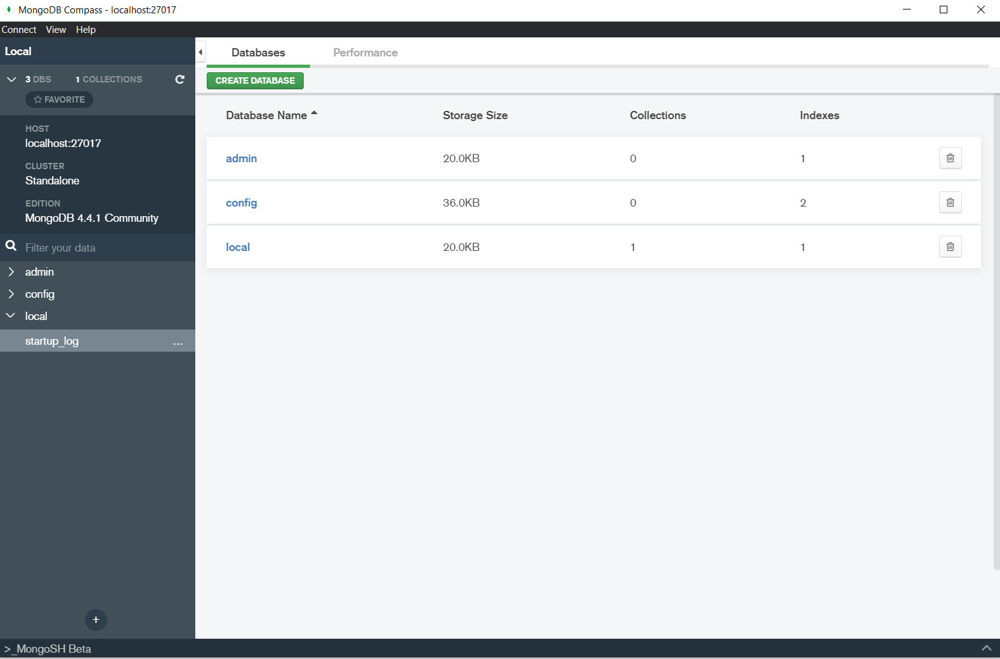 MongoDB Compass - localhost:27017
Connect View Help
Local
3 DBS 1 COLLECTIONS
FAVORITE
HOST
localhost:27017
CLUSTER
Standalone
EDITION
MongoDB 4.4.1 Community
Filter your data
admin
config
local
startup_log ...
Databases Performance
CREATE DATABASE
Database Name Storage Size Collections Indexes
admin 20.0KB 0 1
config 36.0KB 0 2
local 20.0KB 1 1
>_MongoSH Beta